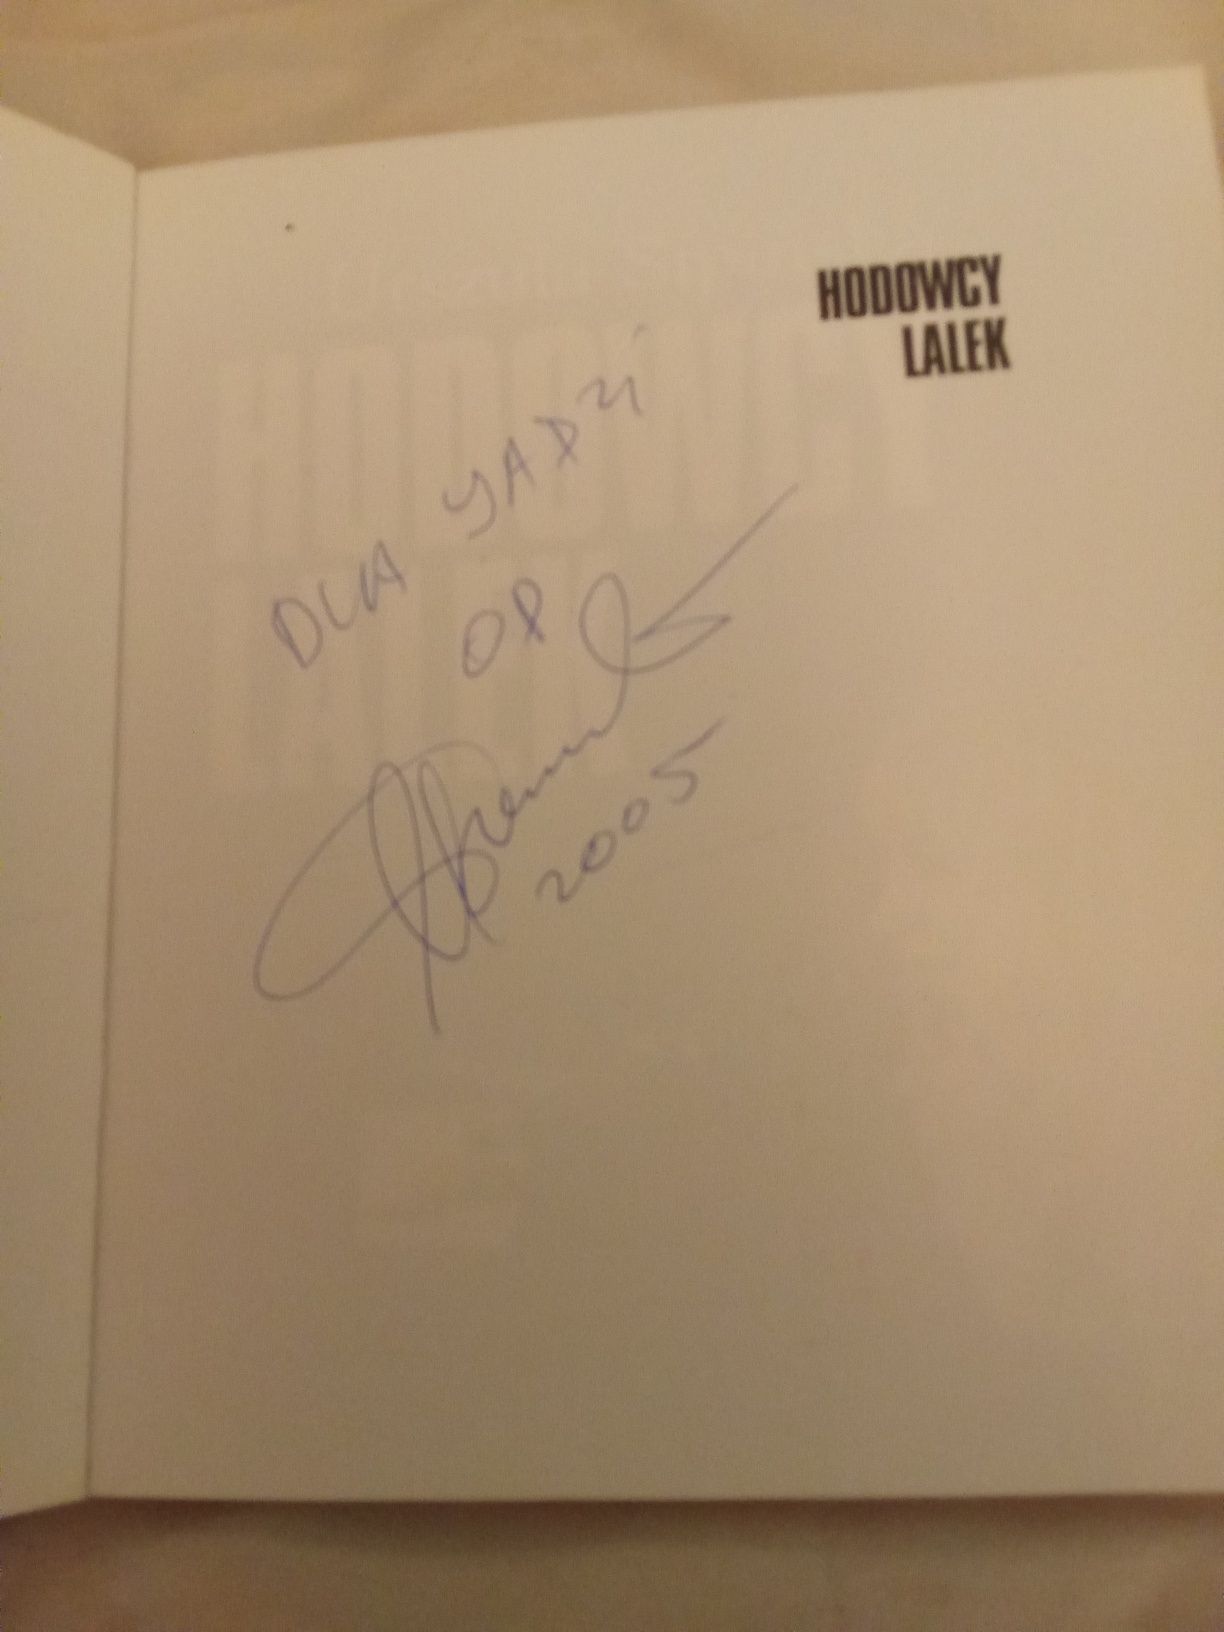 HODOWCY
LALEK
DLA JADZI
OD
2005